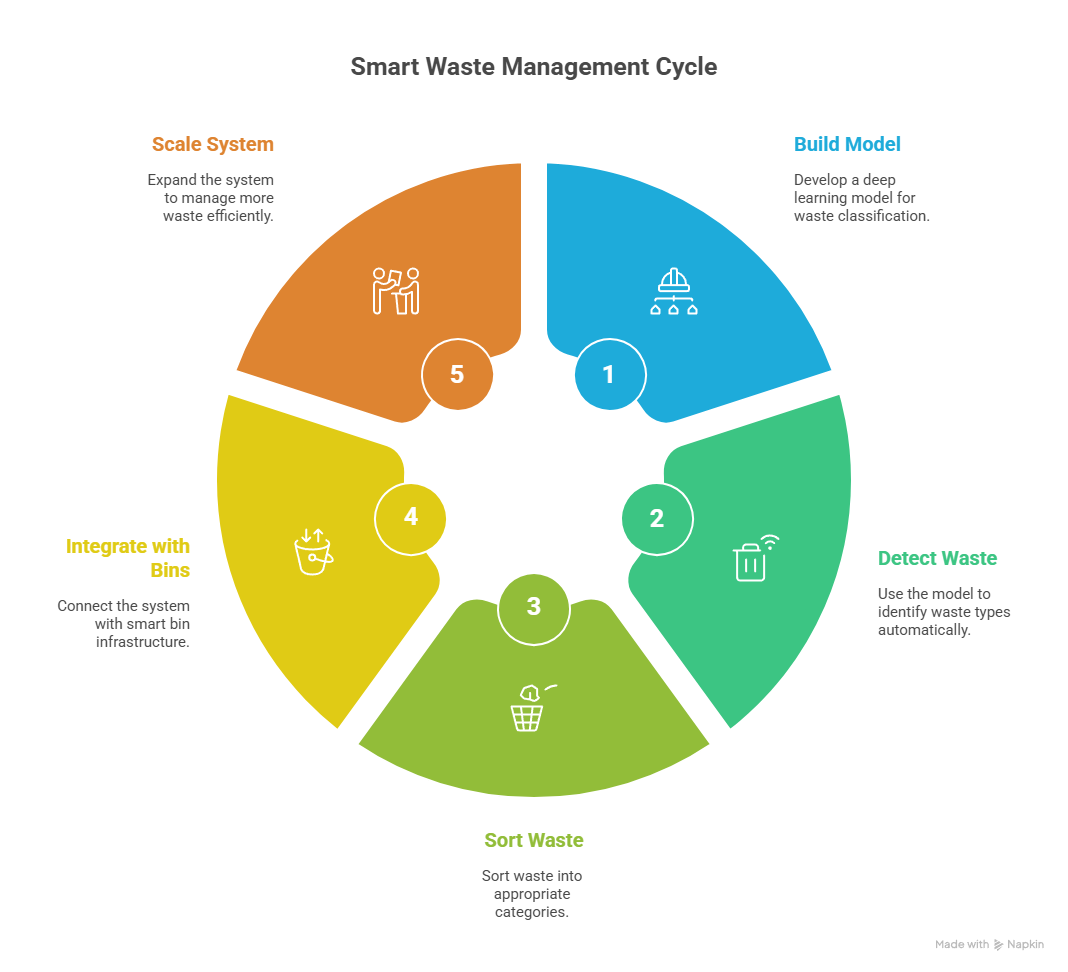 Smart Waste Management Cycle
Scale System
Expand the system
to manage more
waste efficiently.
Build Model
Develop a deep
learning model for
waste classification.
5
1
4
2
3
Integrate with
Bins
Connect the system
with smart bin
infrastructure.
Detect Waste
Use the model to
identify waste types
automatically.
Sort Waste
Sort waste into
appropriate
categories.
Made with Napkin